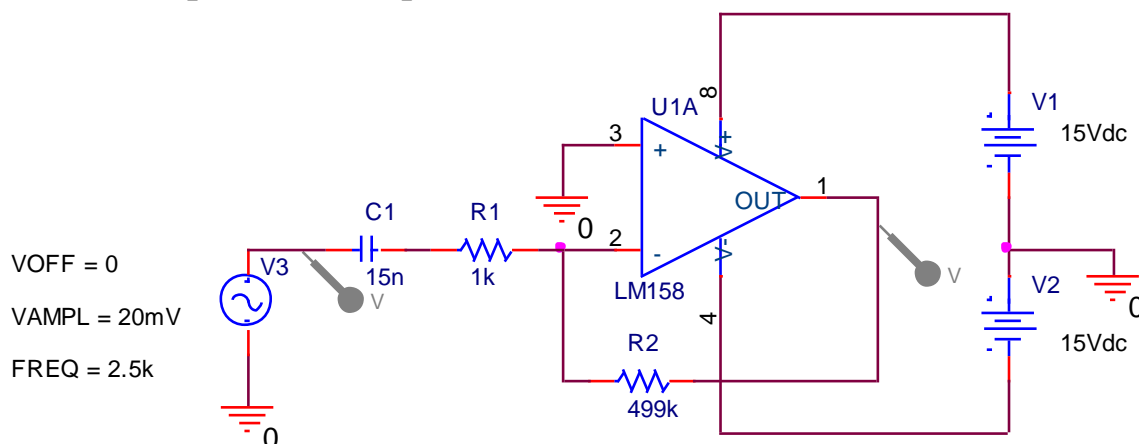 8
U1A
V1
15Vdc
3
+
V+
1
OUT
0
C1
R1
2
-
V-
15n
1k
LM158
V
V
VOFF = 0
V3
VAMPL = 20mV
FREQ = 2.5k
4
V2
0
15Vdc
R2
499k
0